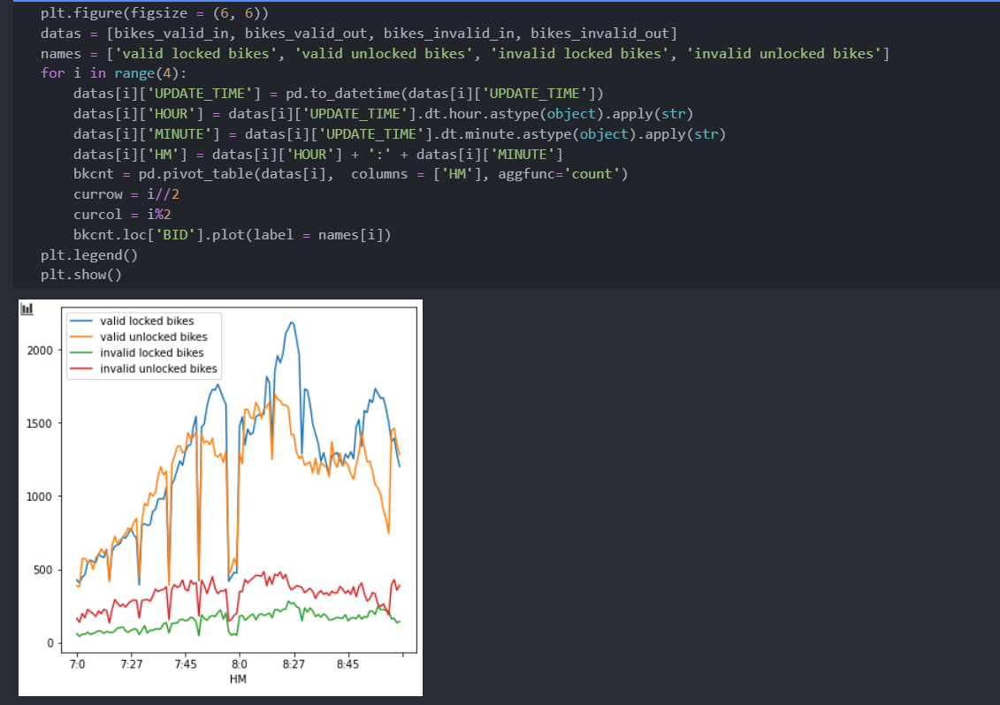 plt.figure(figsize = (6, 6))
datas = [bikes_valid_in, bikes_valid_out, bikes_invalid_in, bikes_invalid_out]
names = ['valid locked bikes', 'valid unlocked bikes', 'invalid locked bikes', 'invalid unlocked bikes']
for i in range(4):
    datas[i]['UPDATE_TIME'] = pd.to_datetime(datas[i]['UPDATE_TIME'])
    datas[i]['HOUR'] = datas[i]['UPDATE_TIME'].dt.hour.astype(object).apply(str)
    datas[i]['MINUTE'] = datas[i]['UPDATE_TIME'].dt.minute.astype(object).apply(str)
    datas[i]['HM'] = datas[i]['HOUR'] + ':' + datas[i]['MINUTE']
    bkcnt = pd.pivot_table(datas[i],  columns = ['HM'], aggfunc='count')
    currow = i//2
    curcol = i%2
    bkcnt.loc['BID'].plot(label = names[i])
plt.legend()
plt.show()
valid locked bikes
valid unlocked bikes
invalid locked bikes
invalid unlocked bikes
2000
1500
1000
500
0
7:0 7:27 7:45 8:0 8:27 8:45
HM